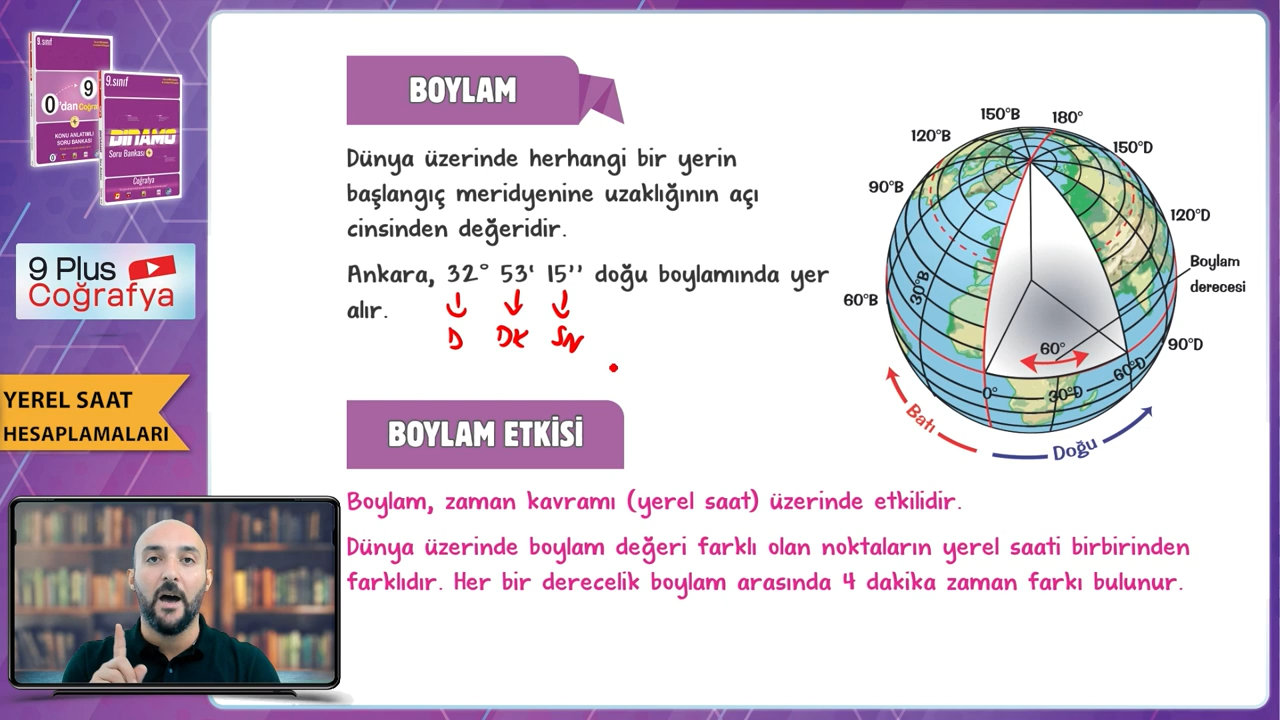 9.sınıf
0'dan 9 Coğrafya
KONU ANLATIMLI
SORU BANKASI
9.sınıf
DİNAMO
Soru Bankası
Coğrafya
9 Plus
Coğrafya
YEREL SAAT
HESAPLAMALARI
BOYLAM
Dünya üzerinde herhangi bir yerin
başlangıç meridyenine uzaklığının açı
cinsinden değeridir.
Ankara, 32° 53' 15'' doğu boylamında yer
alır.
D DK SN
BOYLAM ETKİSİ
Boylam, zaman kavramı (yerel saat) üzerinde etkilidir.
Dünya üzerinde boylam değeri farklı olan noktaların yerel saati birbirinden
farklıdır. Her bir derecelik boylam arasında 4 dakika zaman farkı bulunur.
150°B 180°
120°B 150°D
90°B
120°D
Boylam
derecesi
30°B
60°B
90°D
60°
60°D
0° 30°D
Batı
Doğu